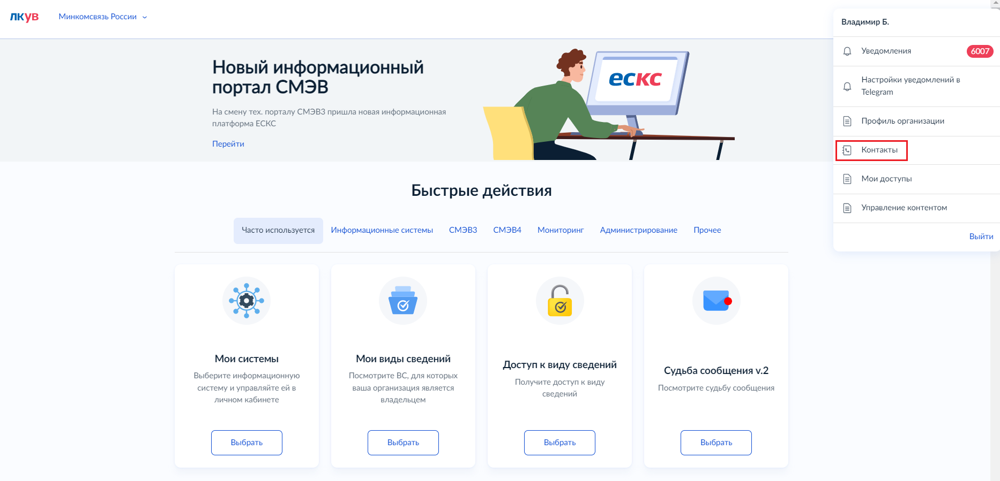 ЛКУВ
Минкомсвязь России
Новый информационный
портал СМЭВ
На смену тех. порталу СМЭВ3 пришла новая информационная
платформа ЕСКС
Перейти
ескс
Владимир Б.
Уведомления 6007
Настройки уведомлений в
Telegram
Профиль организации
Контакты
Мои доступы
Управление контентом
Выйти
Быстрые действия
Часто используется Информационные системы СМЭВ3 СМЭВ4 Мониторинг Администрирование Прочее
Мои системы
Выберите информационную
систему и управляйте ей в
личном кабинете
Выбрать
Мои виды сведений
Посмотрите ВС, для которых
ваша организация является
владельцем
Выбрать
Доступ к виду сведений
Получите доступ к виду
сведений
Выбрать
Судьба сообщения v.2
Посмотрите судьбу сообщения
Выбрать